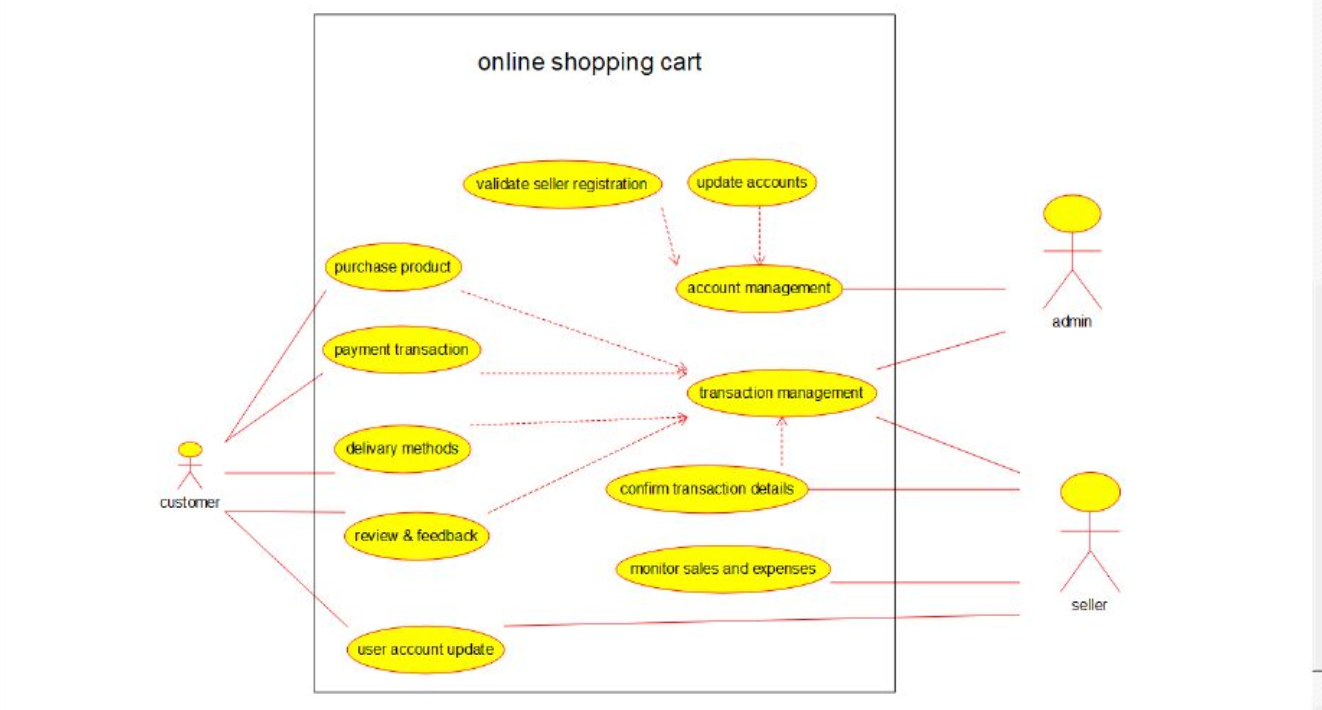 online shopping cart
validate seller registration
update accounts
purchase product
account management
admin
payment transaction
transaction management
delivary methods
customer
confirm transaction details
review & feedback
monitor sales and expenses
seller
user account update